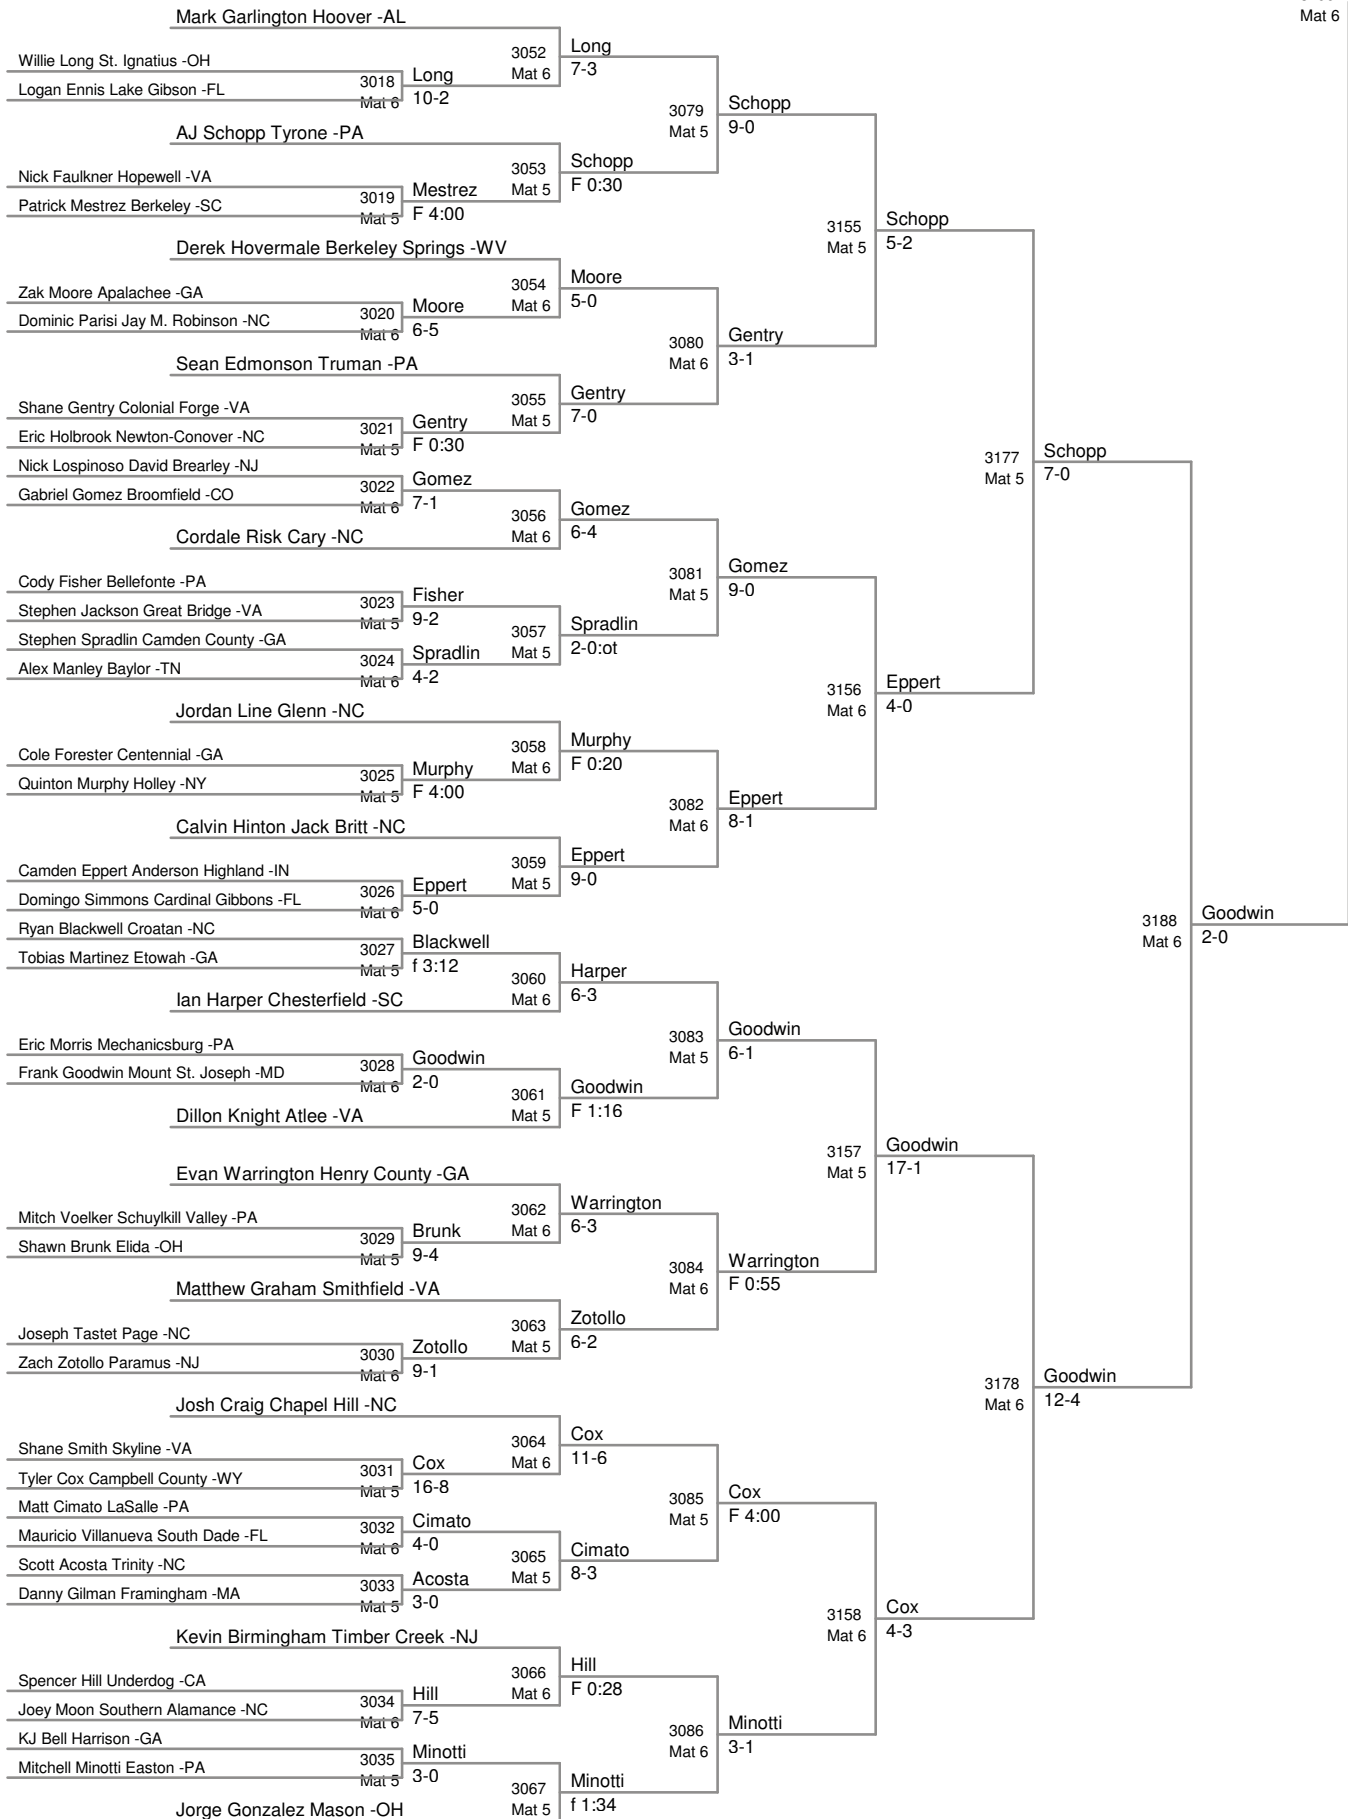 Mat 6
Mark Garlington Hoover -AL
Willie Long St. Ignatius -OH
Logan Ennis Lake Gibson -FL
3018
Mat 6
Long
10-2
3052
Mat 6
Long
7-3
AJ Schopp Tyrone -PA
Nick Faulkner Hopewell -VA
Patrick Mestrez Berkeley -SC
3019
Mat 5
Mestrez
F 4:00
3053
Mat 5
Schopp
F 0:30
3079
Mat 5
Schopp
9-0
Derek Hovermale Berkeley Springs -WV
Zak Moore Apalachee -GA
Dominic Parisi Jay M. Robinson -NC
3020
Mat 6
Moore
6-5
3054
Mat 6
Moore
5-0
Sean Edmonson Truman -PA
Shane Gentry Colonial Forge -VA
Eric Holbrook Newton-Conover -NC
3021
Mat 5
Gentry
F 0:30
3055
Mat 5
Gentry
7-0
3080
Mat 6
Gentry
3-1
3155
Mat 5
Schopp
5-2
Nick Lospinoso David Brearley -NJ
Gabriel Gomez Broomfield -CO
3022
Mat 6
Gomez
7-1
Cordale Risk Cary -NC
3056
Mat 6
Gomez
6-4
Cody Fisher Bellefonte -PA
Stephen Jackson Great Bridge -VA
3023
Mat 5
Fisher
9-2
Stephen Spradlin Camden County -GA
Alex Manley Baylor -TN
3024
Mat 6
Spradlin
4-2
3057
Mat 5
Spradlin
2-0:ot
3081
Mat 5
Gomez
9-0
Jordan Line Glenn -NC
Cole Forester Centennial -GA
Quinton Murphy Holley -NY
3025
Mat 5
Murphy
F 4:00
3058
Mat 6
Murphy
F 0:20
Calvin Hinton Jack Britt -NC
Camden Eppert Anderson Highland -IN
Domingo Simmons Cardinal Gibbons -FL
3026
Mat 6
Eppert
5-0
3059
Mat 5
Eppert
9-0
3082
Mat 6
Eppert
8-1
3156
Mat 6
Eppert
4-0
3177
Mat 5
Schopp
7-0
Ryan Blackwell Croatan -NC
Tobias Martinez Etowah -GA
3027
Mat 5
Blackwell
f 3:12
Ian Harper Chesterfield -SC
3060
Mat 6
Harper
6-3
Eric Morris Mechanicsburg -PA
Frank Goodwin Mount St. Joseph -MD
3028
Mat 6
Goodwin
2-0
Dillon Knight Atlee -VA
3061
Mat 5
Goodwin
F 1:16
3083
Mat 5
Goodwin
6-1
Evan Warrington Henry County -GA
Mitch Voelker Schuylkill Valley -PA
Shawn Brunk Elida -OH
3029
Mat 5
Brunk
9-4
3062
Mat 6
Warrington
6-3
Matthew Graham Smithfield -VA
Joseph Tastet Page -NC
Zach Zotollo Paramus -NJ
3030
Mat 6
Zotollo
9-1
3063
Mat 5
Zotollo
6-2
3084
Mat 6
Warrington
F 0:55
3157
Mat 5
Goodwin
17-1
Josh Craig Chapel Hill -NC
Shane Smith Skyline -VA
Tyler Cox Campbell County -WY
3031
Mat 5
Cox
16-8
3064
Mat 6
Cox
11-6
Matt Cimato LaSalle -PA
Mauricio Villanueva South Dade -FL
3032
Mat 6
Cimato
4-0
Scott Acosta Trinity -NC
Danny Gilman Framingham -MA
3033
Mat 5
Acosta
3-0
3065
Mat 5
Cimato
8-3
3085
Mat 5
Cox
F 4:00
Kevin Birmingham Timber Creek -NJ
Spencer Hill Underdog -CA
Joey Moon Southern Alamance -NC
3034
Mat 6
Hill
7-5
3066
Mat 6
Hill
F 0:28
KJ Bell Harrison -GA
Mitchell Minotti Easton -PA
3035
Mat 5
Minotti
3-0
Jorge Gonzalez Mason -OH
3067
Mat 5
Minotti
f 1:34
3086
Mat 6
Minotti
3-1
3158
Mat 6
Cox
4-3
3178
Mat 6
Goodwin
12-4
3188
Mat 6
Goodwin
2-0